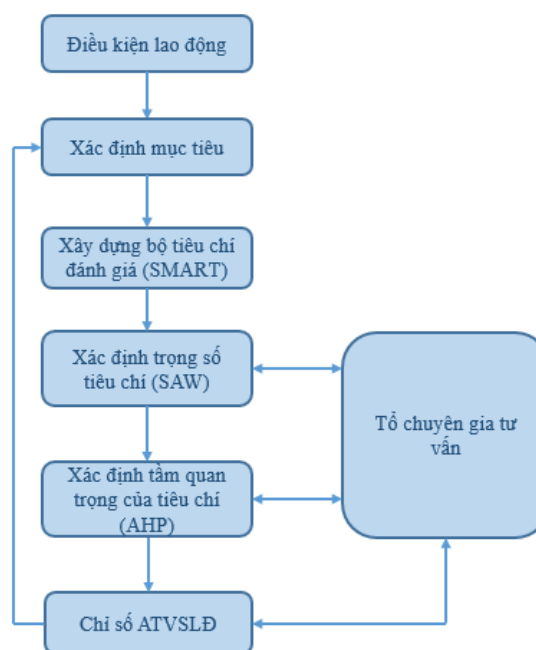 Điều kiện lao động
Xác định mục tiêu
Xây dựng bộ tiêu chí
đánh giá (SMART)
Xác định trọng số
tiêu chí (SAW)
Tổ chuyên gia tư
vấn
Xác định tầm quan
trọng của tiêu chí
(AHP)
Chỉ số ATVSLĐ